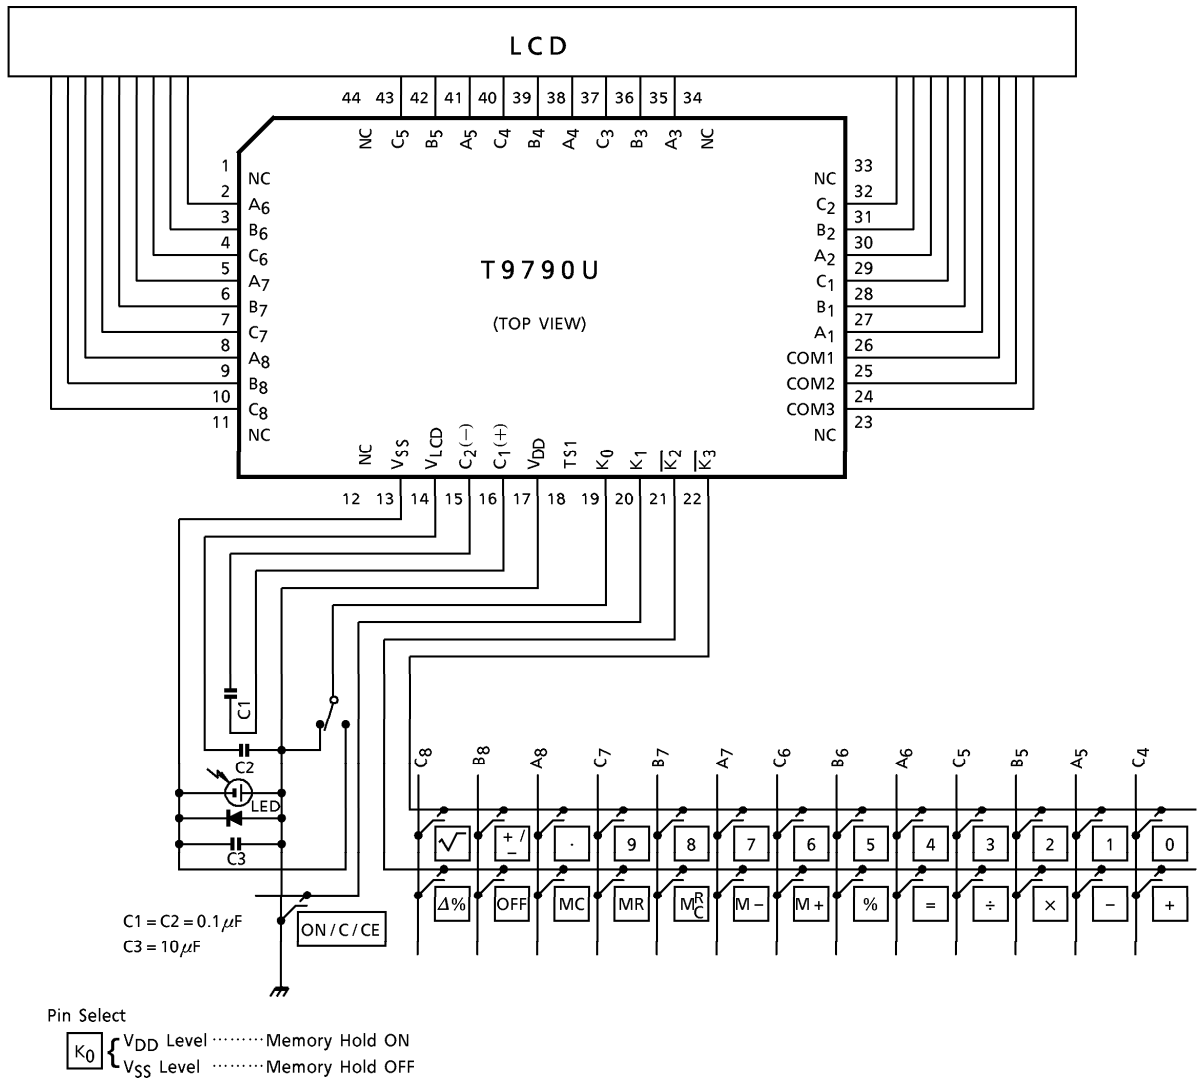 LCD
44 43 42 41 40 39 38 37 36 35 34
NC C5 B5 A5 C4 B4 A4 C3 B3 A3 NC
1 NC
2 A6
3 B6
4 C6
5 A7
6 B7
7 C7
8 A8
9 B8
10 C8
11 NC
T9790U
(TOP VIEW)
33 NC
32 C2
31 B2
30 A2
29 C1
28 B1
27 A1
26 COM1
25 COM2
24 COM3
23 NC
NC VSS VLCD C2(−) C1(+) VDD TS1 K0 K1 K̅2̅ K̅3̅
12 13 14 15 16 17 18 19 20 21 22
C1
C2
LED
C3
C8 B8 A8 C7 B7 A7 C6 B6 A6 C5 B5 A5 C4
√ +/− · 9 8 7 6 5 4 3 2 1 0
Δ% OFF MC MR MRC M− M+ % = ÷ × − +
ON/C/CE
C1=C2=0.1μF
C3=10μF
Pin Select
K0 { VDD Level ········· Memory Hold ON
VSS Level ········· Memory Hold OFF